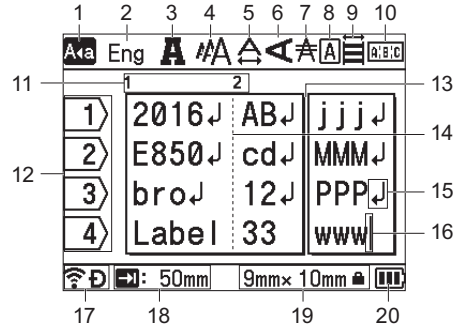 1 2 3 4 5 6 7 8 9 10
A◂a Eng A A A A A A A B C
11 1 2 13
1 2016↲ AB↲ jjj↲
14
2 E850↲ cd↲ MMM↲
12
3 bro↲ 12↲ PPP↲ 15
4 Label 33 www 16
Ð : 50mm 9mm× 10mm
17 18 19 20